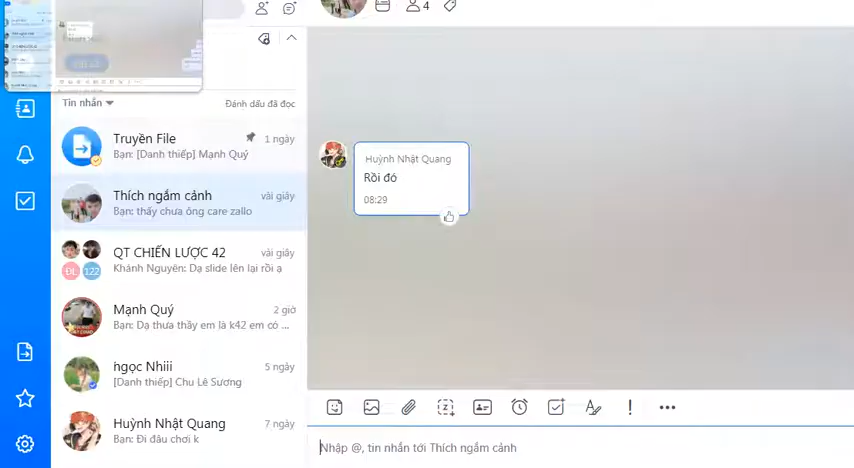 4
Tin nhắn
Đánh dấu đã đọc
Truyền File
1 ngày
Bạn: [Danh thiếp] Mạnh Quý
Thích ngắm cảnh
vài giây
Bạn: thấy chưa ông care zallo
QT CHIẾN LƯỢC 42
vài giây
Khánh Nguyên: Dạ slide lên lại rồi ạ
ĐL
122
Mạnh Quý
2 giờ
Bạn: Dạ thưa thầy em là k42 em có ...
ngọc Nhiii
5 ngày
[Danh thiếp] Chu Lê Sương
Huỳnh Nhật Quang
7 ngày
Bạn: Đi đâu chơi k
Huỳnh Nhật Quang
Rồi đó
08:29
Nhập @, tin nhắn tới Thích ngắm cảnh